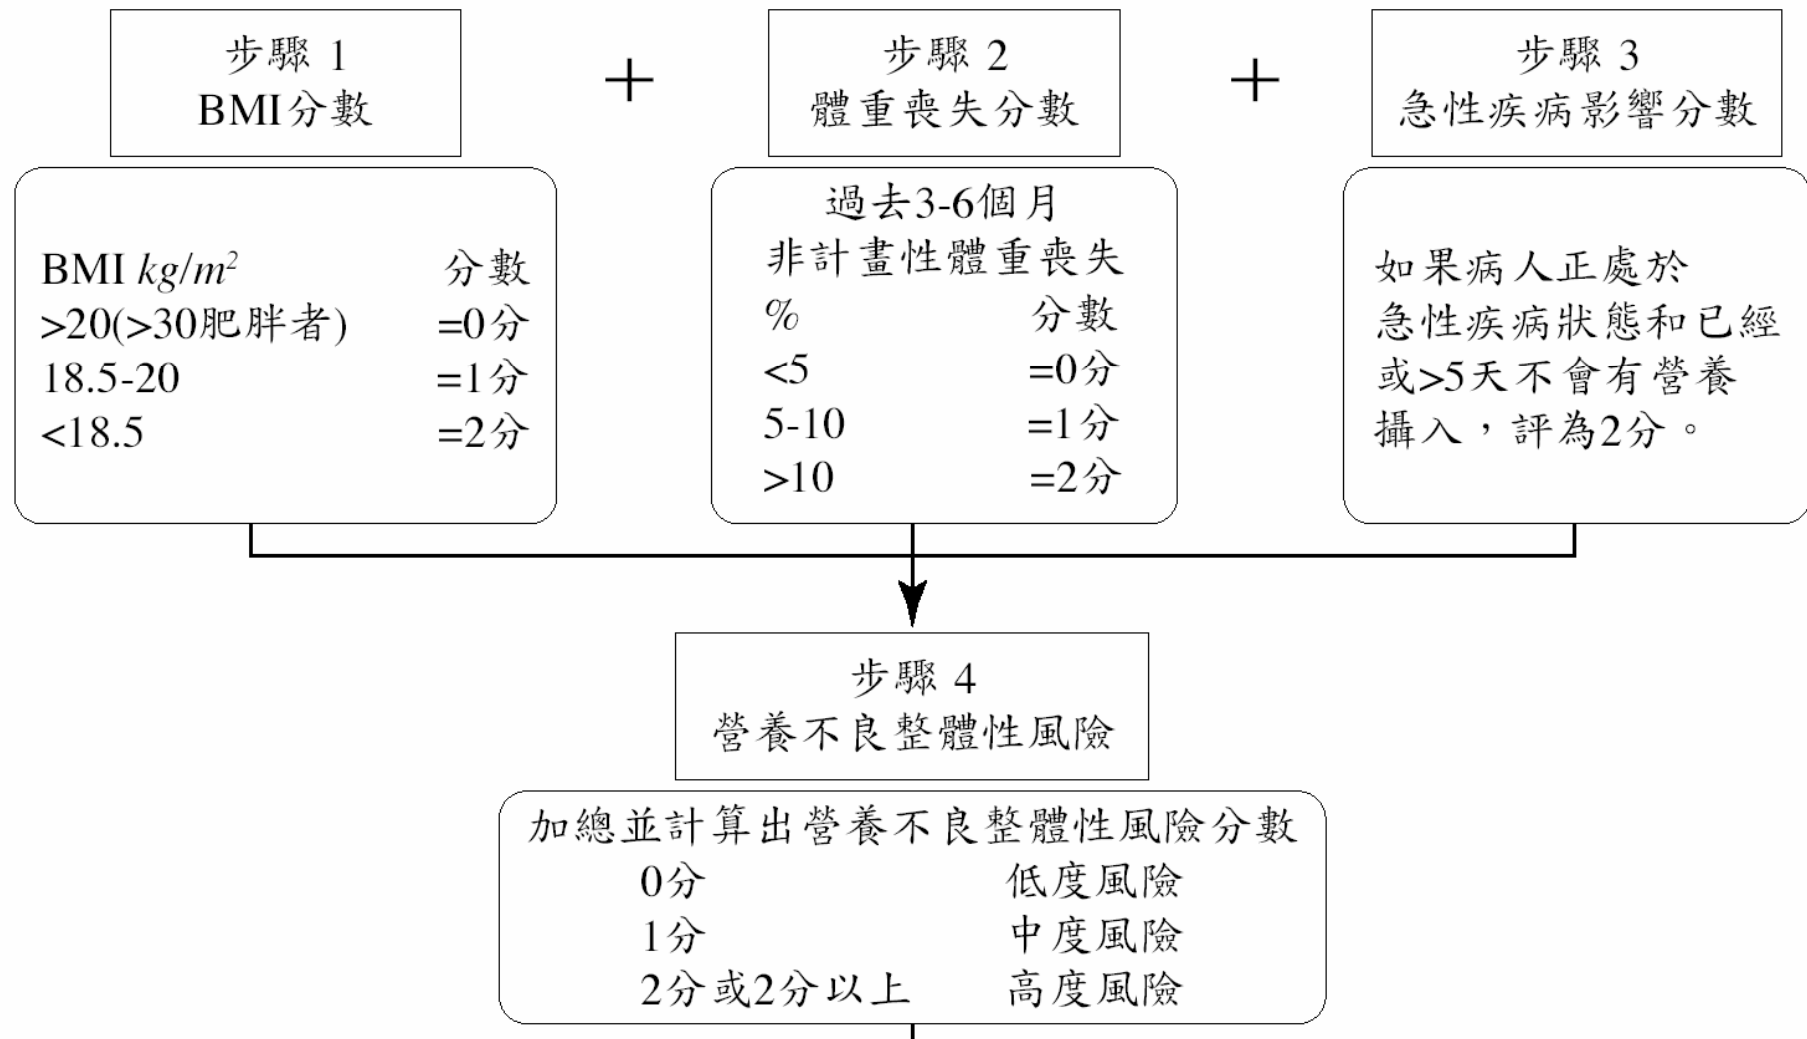 步驟 1
BMI分數
+
步驟 2
體重喪失分數
+
步驟 3
急性疾病影響分數
BMI kg/m² 分數
>20(>30肥胖者) =0分
18.5-20 =1分
<18.5 =2分
過去3-6個月
非計畫性體重喪失
% 分數
<5 =0分
5-10 =1分
>10 =2分
如果病人正處於
急性疾病狀態和已經
或>5天不會有營養
攝入，評為2分。
步驟 4
營養不良整體性風險
加總並計算出營養不良整體性風險分數
0分 低度風險
1分 中度風險
2分或2分以上 高度風險